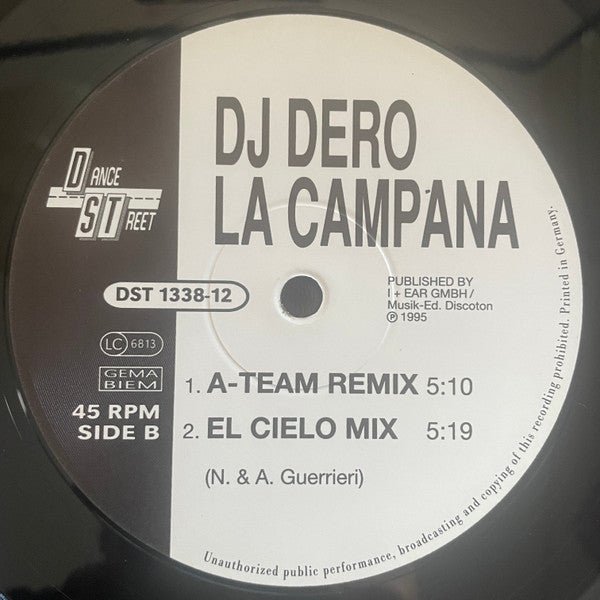 DJ DERO
LA CAMPANA
DANCE
STREET
DST 1338-12
PUBLISHED BY
I + EAR GMBH /
Musik-Ed. Discoton
℗ 1995
LC 6813
GEMA
BIEM
45 RPM
SIDE B
1. A-TEAM REMIX 5:10
2. EL CIELO MIX 5:19
(N. & A. Guerrieri)
Unauthorized public performance, broadcasting and copying of this recording prohibited. Printed in Germany.